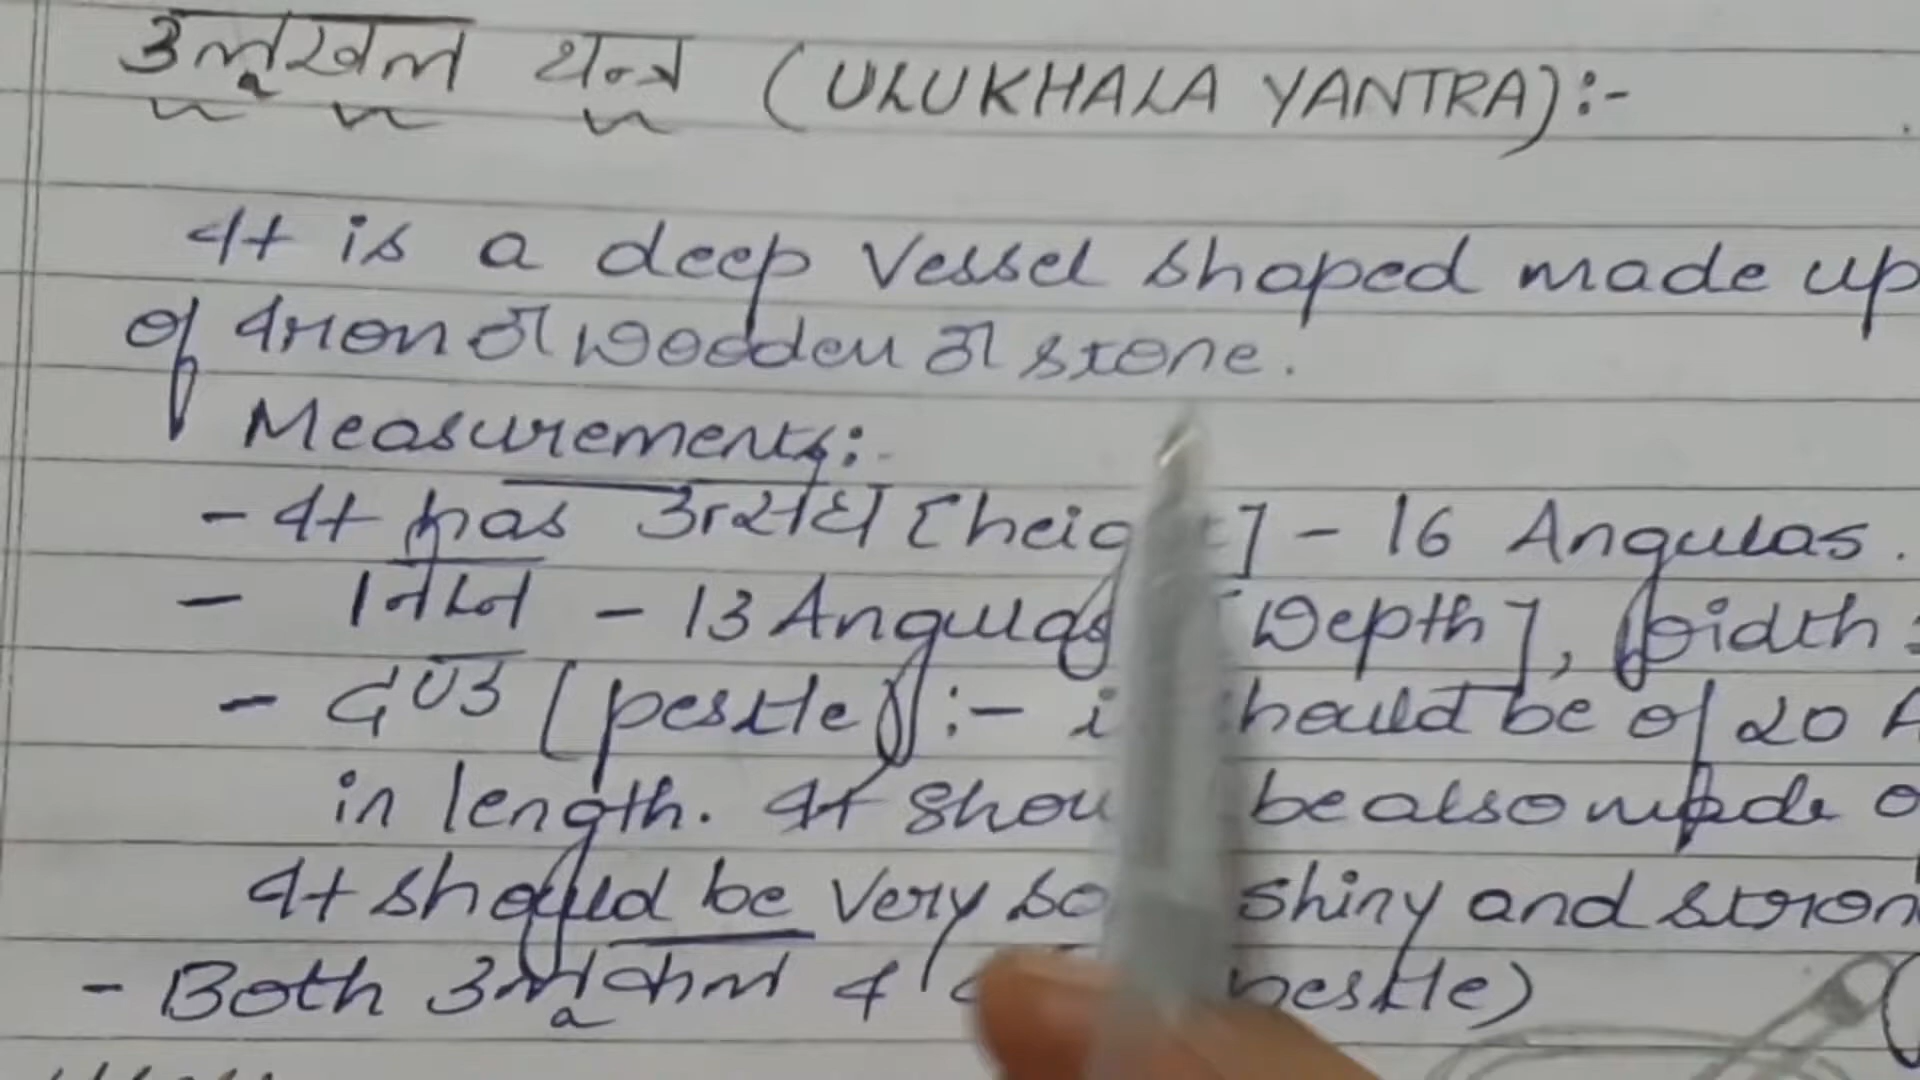 उलूखल यन्त्र (ULUKHALA YANTRA):-
It is a deep vessel shaped made up
of Iron or wooden or stone.
Measurements:-
- It has उत्सेध [height] - 16 Angulas.
- निम्न - 13 Angulas [Depth], width
- दण्ड [pestle]:- it should be of 20 A
in length. It should be also made o
It should be very shiny and stron
- Both उलूखल & pestle)